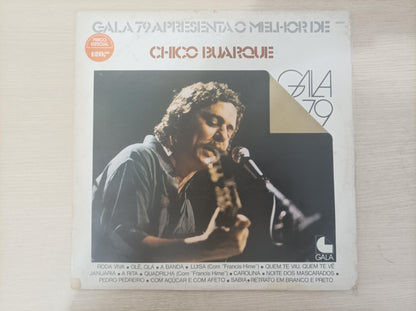 GALA 79 APRESENTA O MELHOR DE
PREÇO
ESPECIAL
CHICO BUARQUE
GALA
79
GALA
RODA VIVA • OLÊ, OLÁ • A BANDA • LUISA (Com "Francis Hime") • QUEM TE VIU, QUEM TE VÊ
JANUÁRIA • A RITA • QUADRILHA (Com "Francis Hime") • CAROLINA • NOITE DOS MASCARADOS •
PEDRO PEDREIRO • COM AÇÚCAR E COM AFETO • SABIÁ • RETRATO EM BRANCO E PRETO